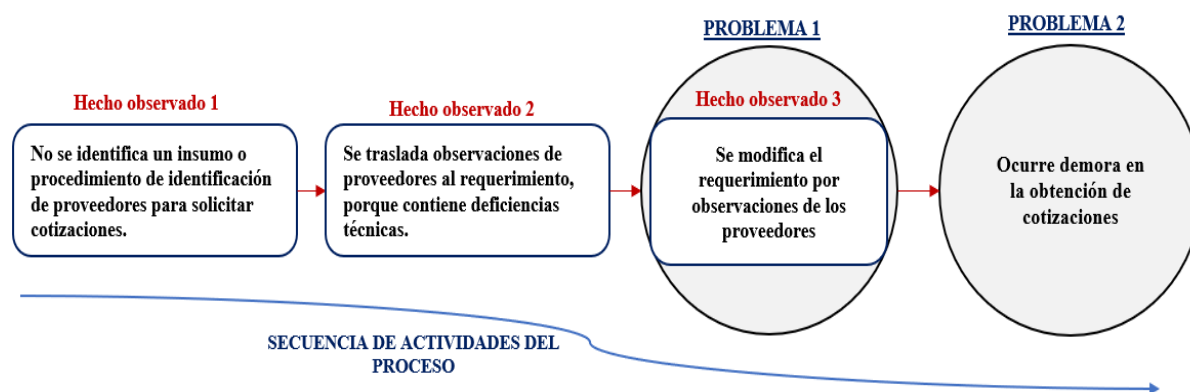 PROBLEMA 1
PROBLEMA 2
Hecho observado 1
No se identifica un insumo o
procedimiento de identificación
de proveedores para solicitar
cotizaciones.
Hecho observado 2
Se traslada observaciones de
proveedores al requerimiento,
porque contiene deficiencias
técnicas.
Hecho observado 3
Se modifica el
requerimiento por
observaciones de los
proveedores
Ocurre demora en
la obtención de
cotizaciones
SECUENCIA DE ACTIVIDADES DEL
PROCESO